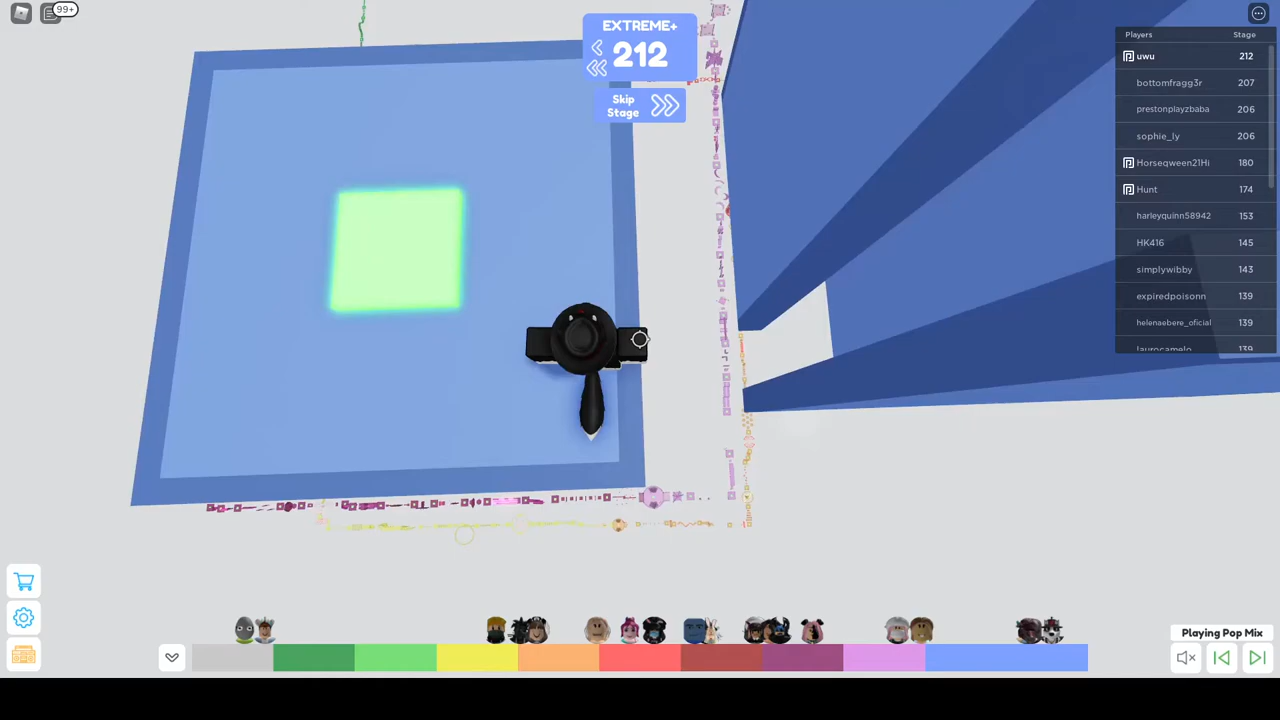 99+
EXTREME+
212
Skip
Stage
Players Stage
uwu 212
bottomfragg3r 207
prestonplayzbaba 206
sophie_ly 206
Horseqween21Hi 180
Hunt 174
harleyquinn58942 153
HK416 145
simplywibby 143
expiredpoisonn 139
helenaebere_oficial 139
laurocamelo 139
Playing Pop Mix